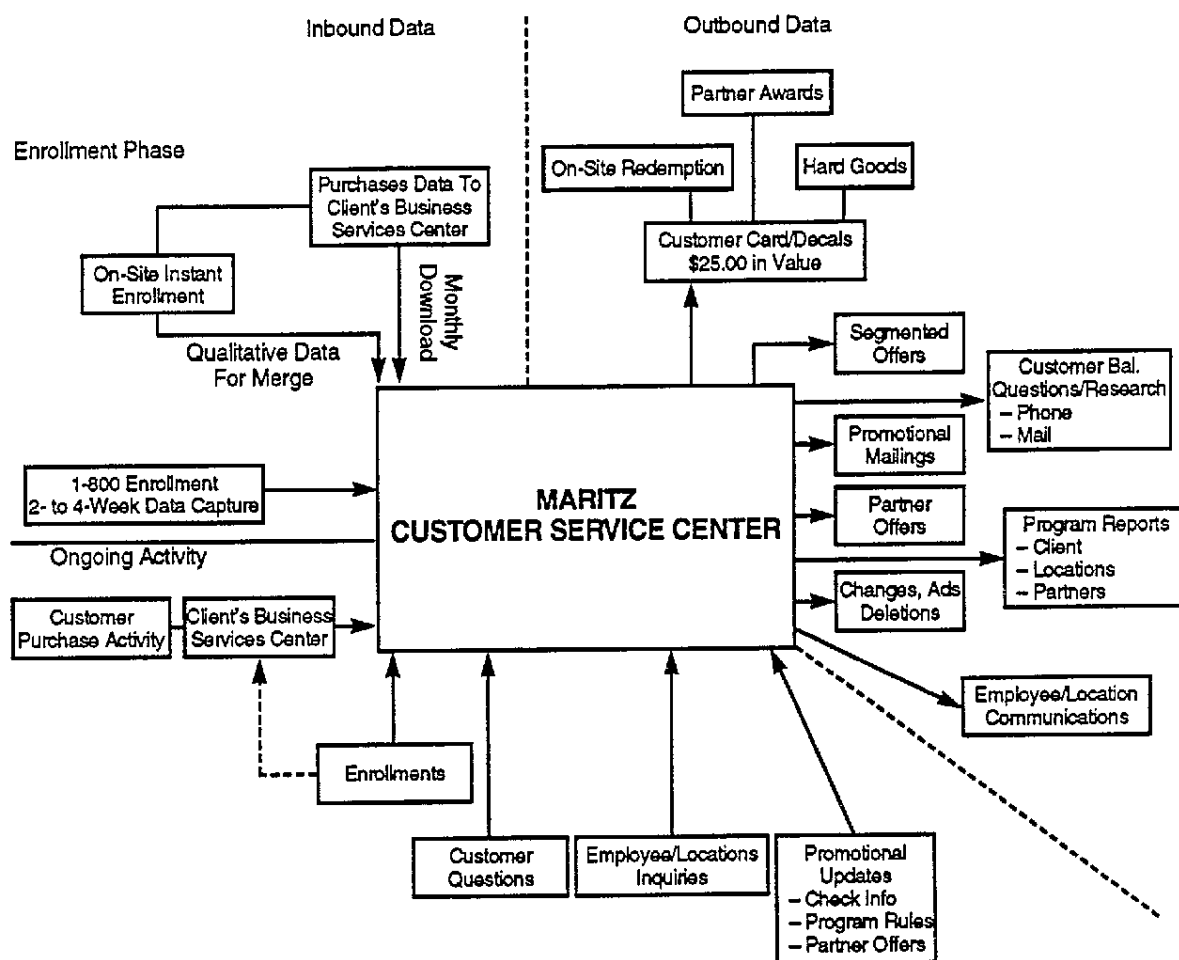 Inbound Data
Outbound Data
Partner Awards
Enrollment Phase
On-Site Redemption
Hard Goods
Purchases Data To
Client's Business
Services Center
Customer Card/Decals
$25.00 in Value
On-Site Instant
Enrollment
Monthly
Download
Qualitative Data
For Merge
Segmented
Offers
Customer Bal.
Questions/Research
– Phone
– Mail
Promotional
Mailings
1-800 Enrollment
2- to 4-Week Data Capture
MARITZ
CUSTOMER SERVICE CENTER
Partner
Offers
Program Reports
– Client
– Locations
– Partners
Ongoing Activity
Changes, Ads
Deletions
Customer
Purchase Activity
Client's Business
Services Center
Employee/Location
Communications
Enrollments
Customer
Questions
Employee/Locations
Inquiries
Promotional
Updates
– Check Info
– Program Rules
– Partner Offers